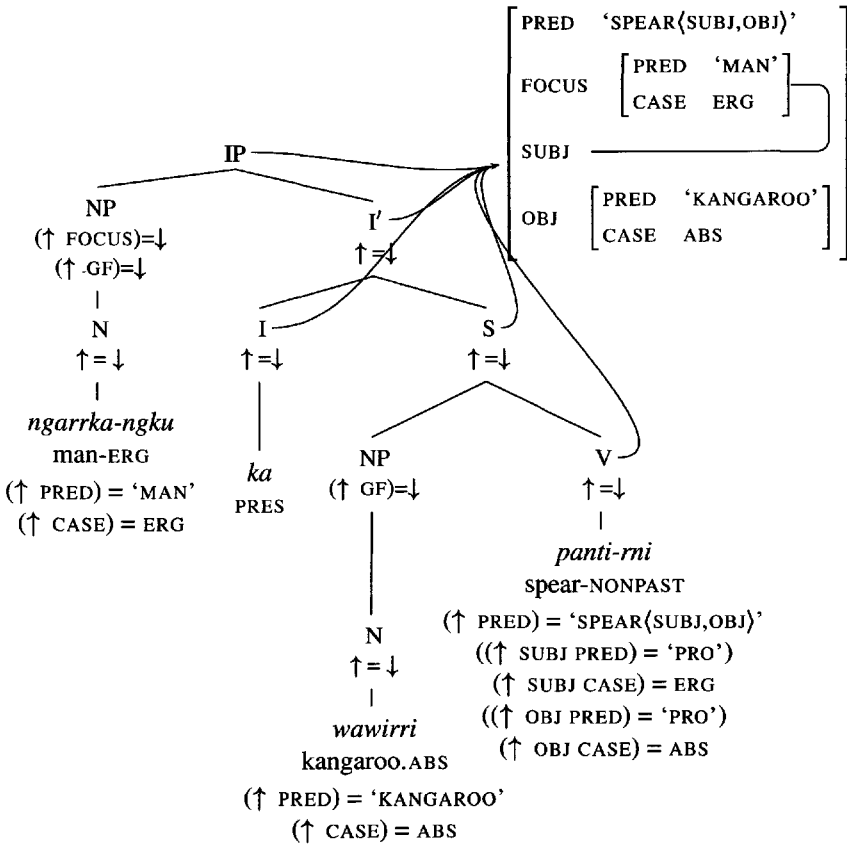 PRED ‘SPEAR⟨SUBJ,OBJ⟩’
FOCUS
PRED ‘MAN’
CASE ERG
SUBJ
OBJ
PRED ‘KANGAROO’
CASE ABS
IP
NP
(↑ FOCUS)=↓
(↑ GF)=↓
I′
↑=↓
N
↑=↓
I
↑=↓
S
↑=↓
ngarrka-ngku
man-ERG
(↑ PRED) = ‘MAN’
(↑ CASE) = ERG
ka
PRES
NP
(↑ GF)=↓
V
↑=↓
N
↑=↓
wawirri
kangaroo.ABS
(↑ PRED) = ‘KANGAROO’
(↑ CASE) = ABS
panti-rni
spear-NONPAST
(↑ PRED) = ‘SPEAR⟨SUBJ,OBJ⟩’
((↑ SUBJ PRED) = ‘PRO’)
(↑ SUBJ CASE) = ERG
((↑ OBJ PRED) = ‘PRO’)
(↑ OBJ CASE) = ABS